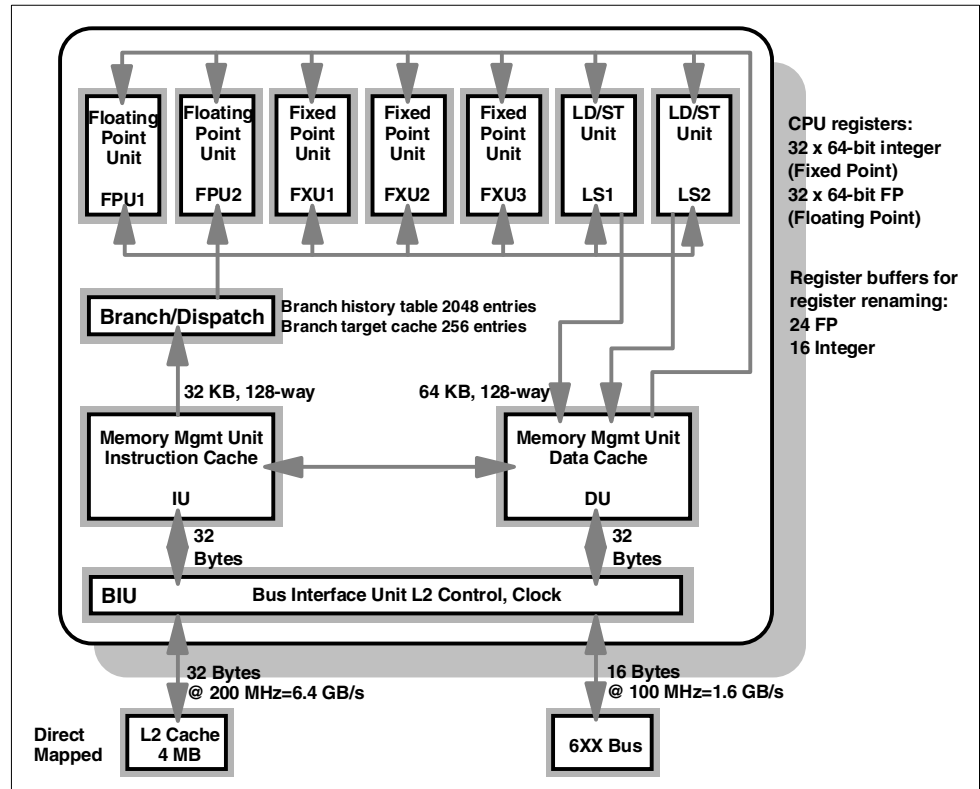 Floating
Point
Unit
FPU1
Floating
Point
Unit
FPU2
Fixed
Point
Unit
FXU1
Fixed
Point
Unit
FXU2
Fixed
Point
Unit
FXU3
LD/ST
Unit
LS1
LD/ST
Unit
LS2
CPU registers:
32 x 64-bit integer
(Fixed Point)
32 x 64-bit FP
(Floating Point)
Register buffers for
register renaming:
24 FP
16 Integer
Branch/Dispatch
Branch history table 2048 entries
Branch target cache 256 entries
32 KB, 128-way
64 KB, 128-way
Memory Mgmt Unit
Instruction Cache
IU
Memory Mgmt Unit
Data Cache
DU
32
Bytes
32
Bytes
BIU
Bus Interface Unit L2 Control, Clock
32 Bytes
@ 200 MHz=6.4 GB/s
16 Bytes
@ 100 MHz=1.6 GB/s
Direct
Mapped
L2 Cache
4 MB
6XX Bus